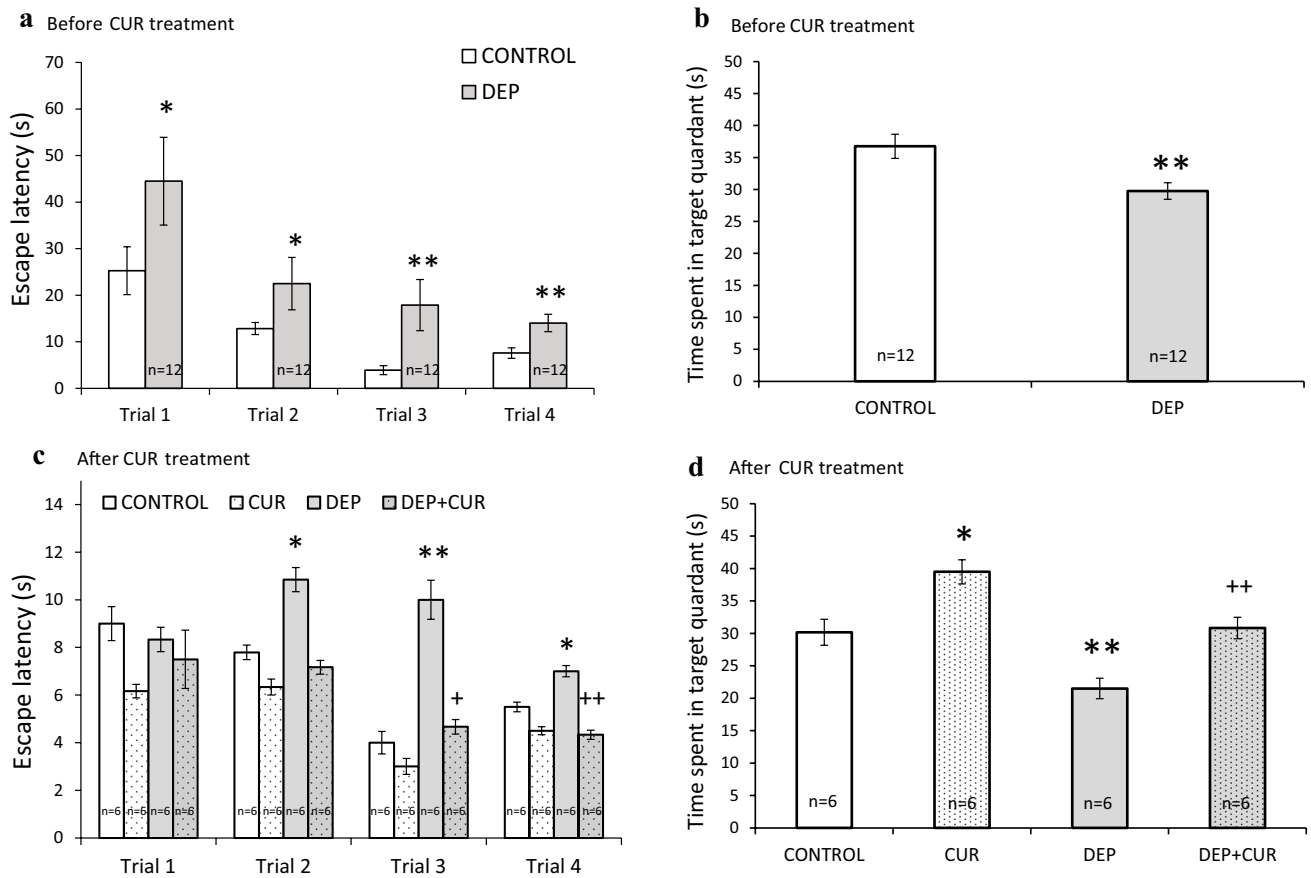 a Before CUR treatment
70
60
50
40
30
20
10
0
Escape latency (s)
CONTROL
DEP
*
*
**
**
n=12 n=12 n=12 n=12
Trial 1 Trial 2 Trial 3 Trial 4
b Before CUR treatment
50
45
40
35
30
25
20
15
10
5
0
Time spent in target quardant (s)
**
n=12 n=12
CONTROL DEP
c After CUR treatment
14
12
10
8
6
4
2
0
Escape latency (s)
CONTROL CUR DEP DEP+CUR
*
**
*
+
++
n=6 n=6 n=6 n=6 n=6 n=6 n=6 n=6 n=6 n=6 n=6 n=6 n=6 n=6 n=6 n=6
Trial 1 Trial 2 Trial 3 Trial 4
d After CUR treatment
50
45
40
35
30
25
20
15
10
5
0
Time spent in target quardant (s)
*
**
++
n=6 n=6 n=6 n=6
CONTROL CUR DEP DEP+CUR